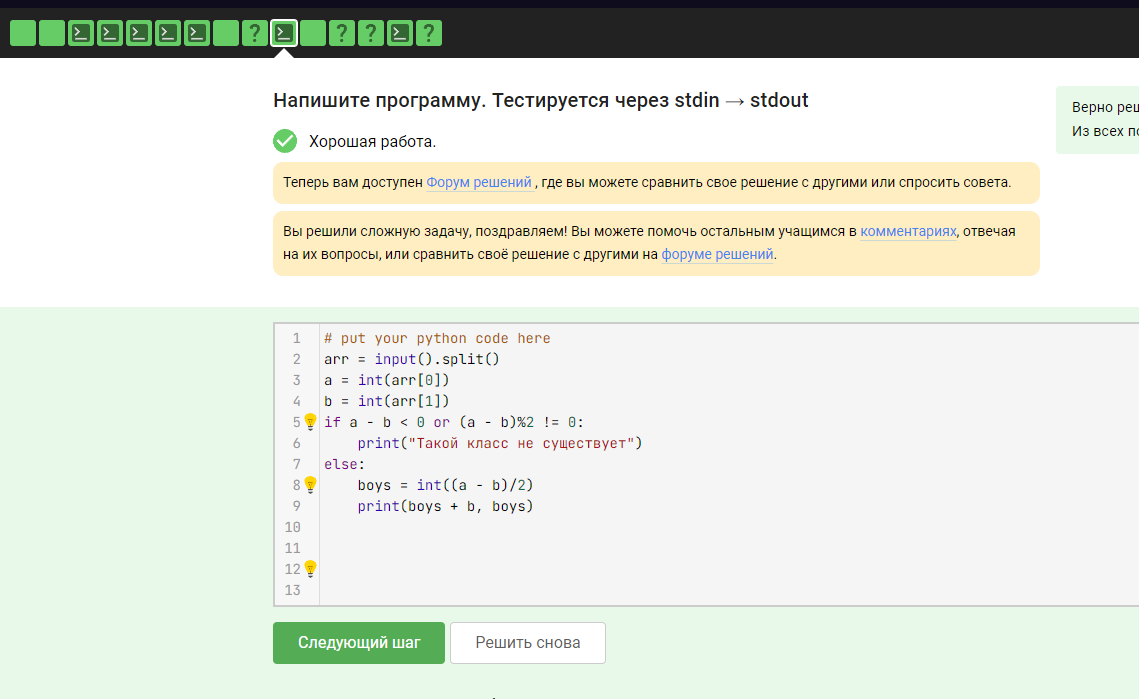 Напишите программу. Тестируется через stdin → stdout
Верно реш
Из всех по
Хорошая работа.
Теперь вам доступен Форум решений , где вы можете сравнить свое решение с другими или спросить совета.
Вы решили сложную задачу, поздравляем! Вы можете помочь остальным учащимся в комментариях, отвечая
на их вопросы, или сравнить своё решение с другими на форуме решений.
1 # put your python code here
2 arr = input().split()
3 a = int(arr[0])
4 b = int(arr[1])
5 if a - b < 0 or (a - b)%2 != 0:
6     print("Такой класс не существует")
7 else:
8     boys = int((a - b)/2)
9     print(boys + b, boys)
10
11
12
13
Следующий шаг Решить снова